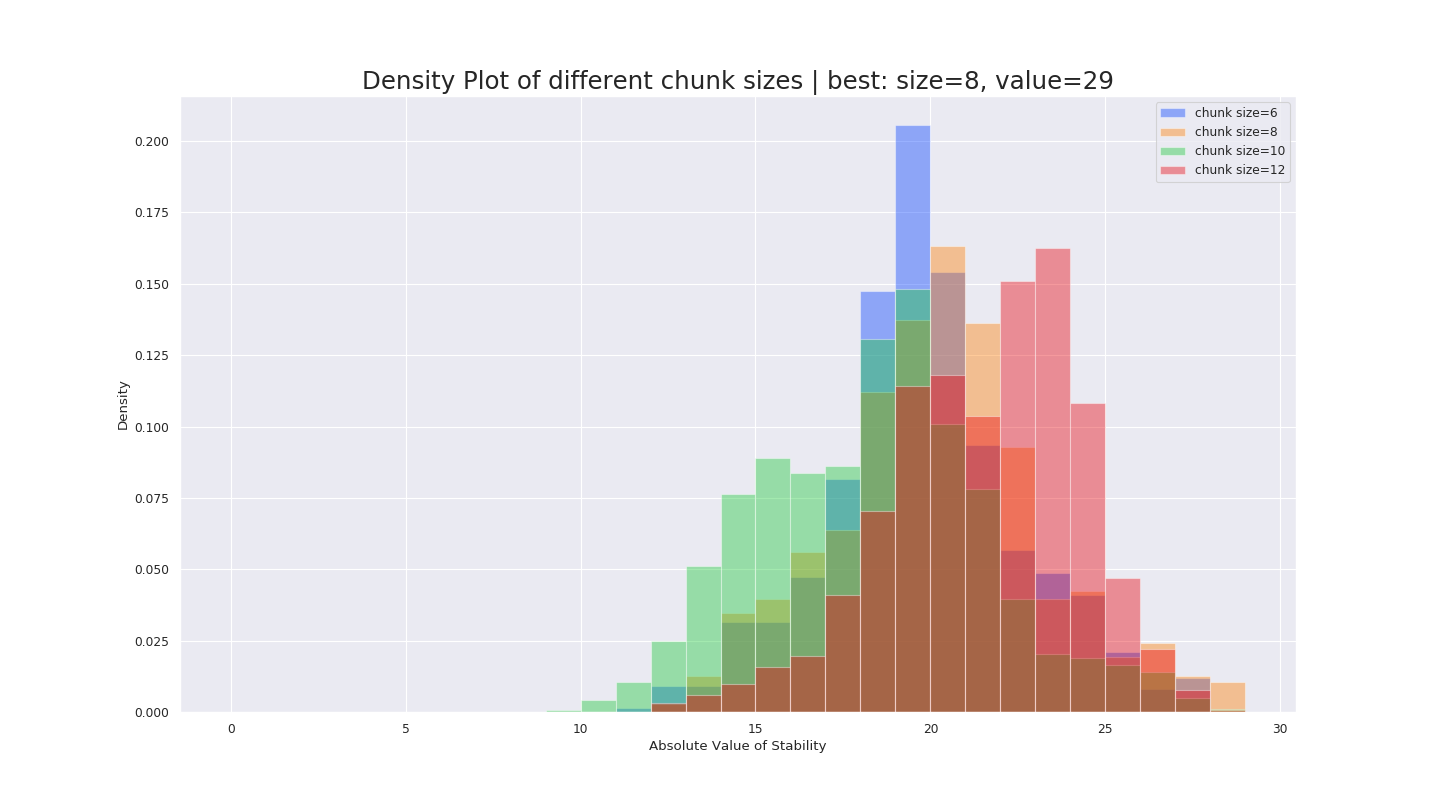 Density Plot of different chunk sizes | best: size=8, value=29
chunk size=6
chunk size=8
chunk size=10
chunk size=12
0.200
0.175
0.150
0.125
0.100
0.075
0.050
0.025
0.000
Density
0 5 10 15 20 25 30
Absolute Value of Stability